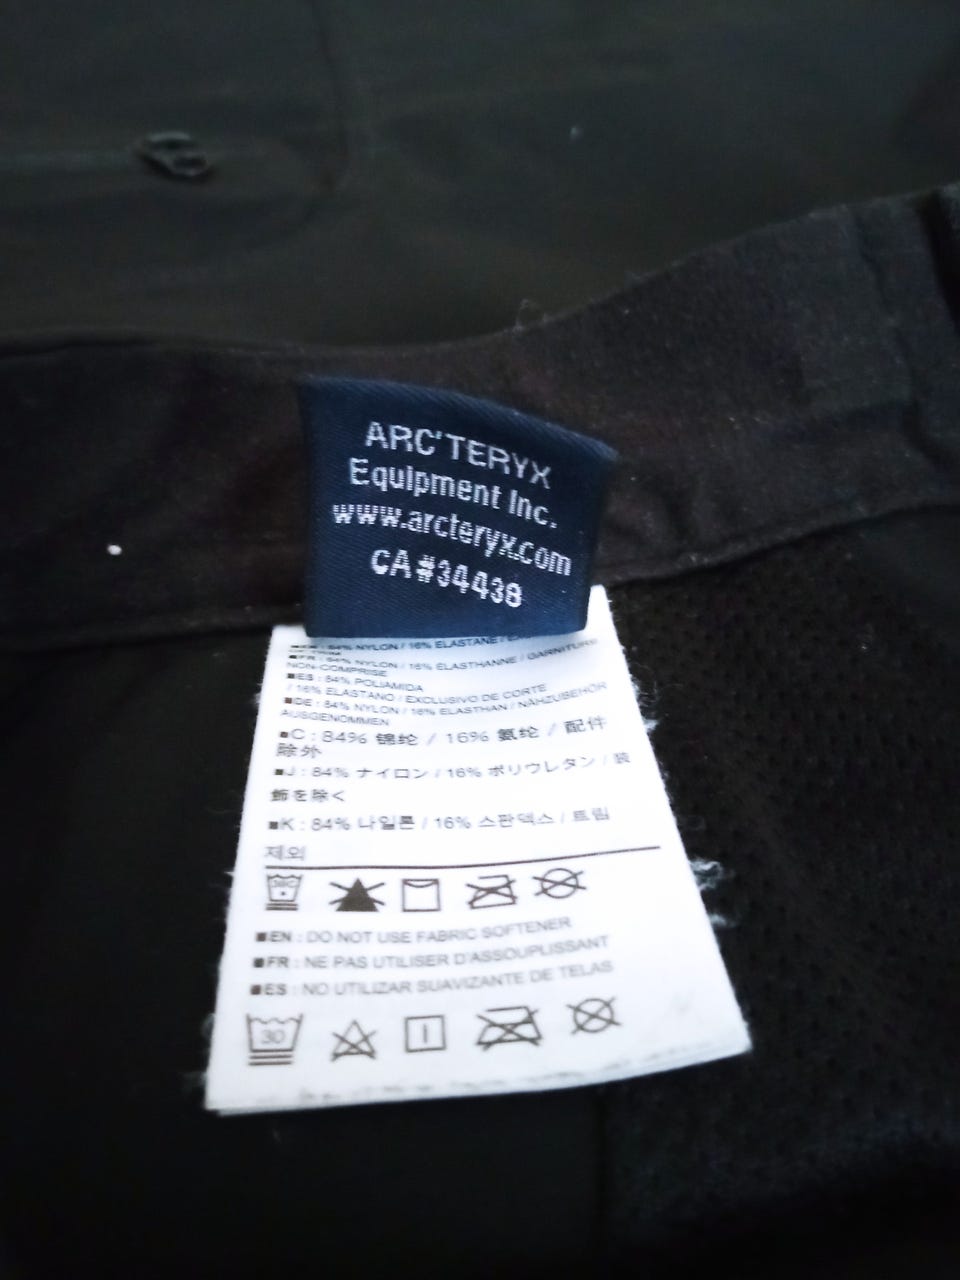 ARC'TERYX
Equipment Inc.
www.arcteryx.com
CA#34438
84% NYLON / 16% ELASTANE /
FR : 84% NYLON / 16% ÉLASTHANNE / GARNITURE
NON-COMPRISE
ES : 84% POLIAMIDA
/ 16% ELASTANO / EXCLUSIVO DE CORTE
DE : 84% NYLON / 16% ELASTHAN / NÄHZUBEHÖR
AUSGENOMMEN
C : 84% 锦纶 / 16% 氨纶 / 配件
除外
J : 84% ナイロン / 16% ポリウレタン / 装
飾を除く
K : 84% 나일론 / 16% 스판덱스 / 트림
제외
EN : DO NOT USE FABRIC SOFTENER
FR : NE PAS UTILISER D'ASSOUPLISSANT
ES : NO UTILIZAR SUAVIZANTE DE TELAS
30